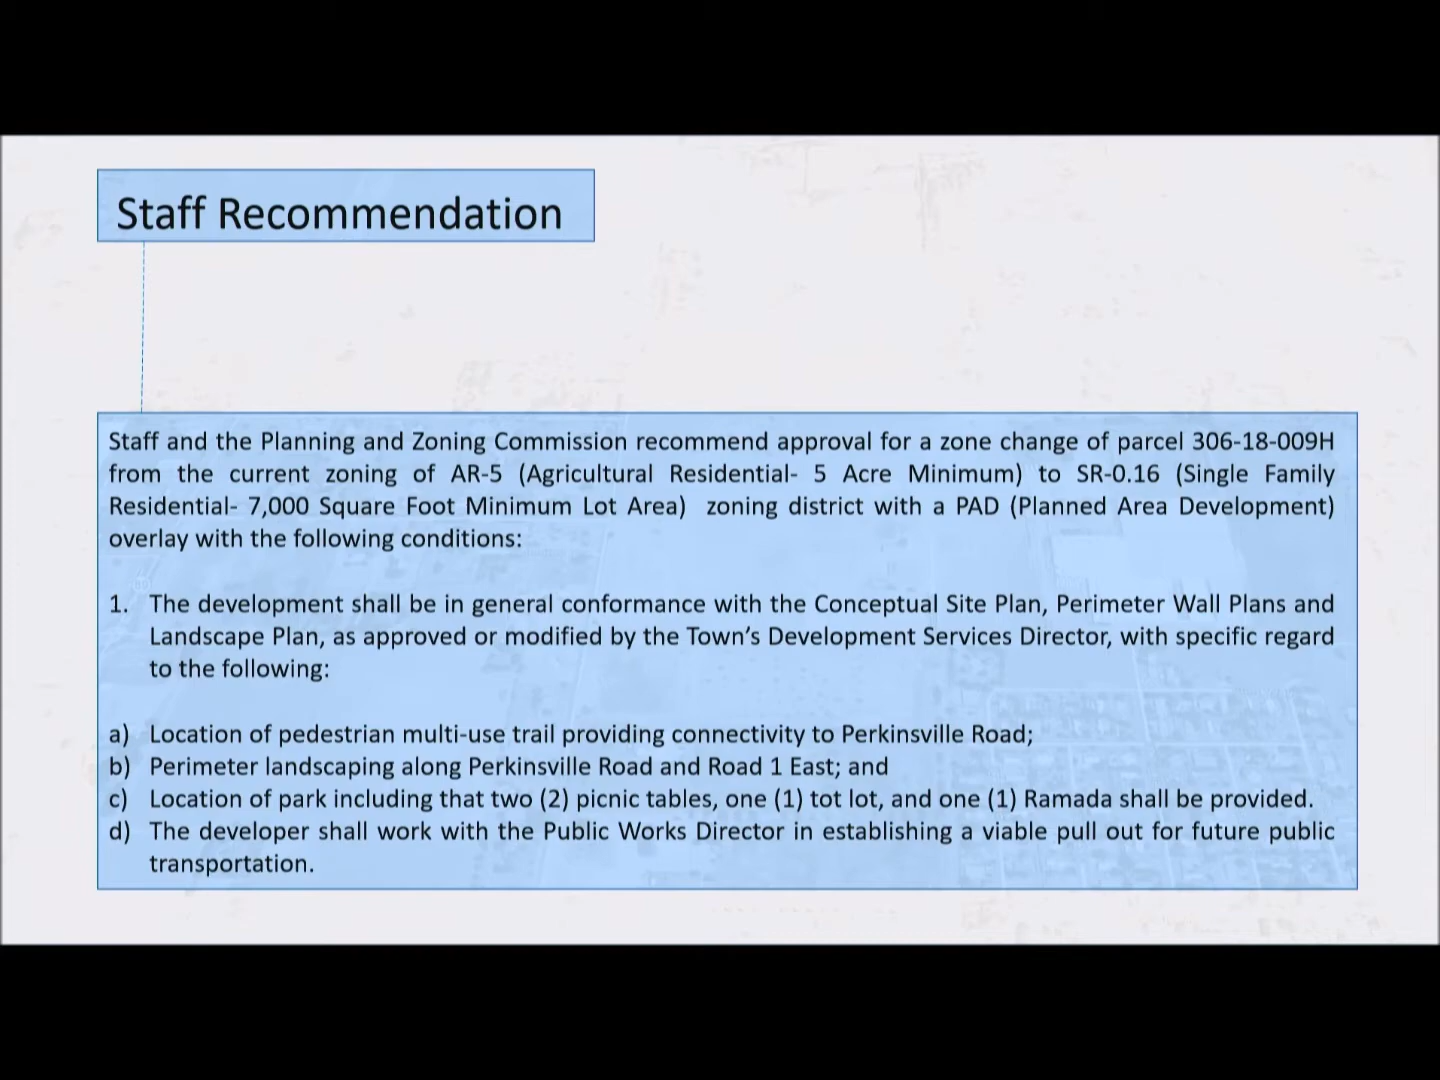 Staff Recommendation
Staff and the Planning and Zoning Commission recommend approval for a zone change of parcel 306-18-009H
from the current zoning of AR-5 (Agricultural Residential- 5 Acre Minimum) to SR-0.16 (Single Family
Residential- 7,000 Square Foot Minimum Lot Area) zoning district with a PAD (Planned Area Development)
overlay with the following conditions:
1. The development shall be in general conformance with the Conceptual Site Plan, Perimeter Wall Plans and
Landscape Plan, as approved or modified by the Town's Development Services Director, with specific regard
to the following:
a) Location of pedestrian multi-use trail providing connectivity to Perkinsville Road;
b) Perimeter landscaping along Perkinsville Road and Road 1 East; and
c) Location of park including that two (2) picnic tables, one (1) tot lot, and one (1) Ramada shall be provided.
d) The developer shall work with the Public Works Director in establishing a viable pull out for future public
transportation.